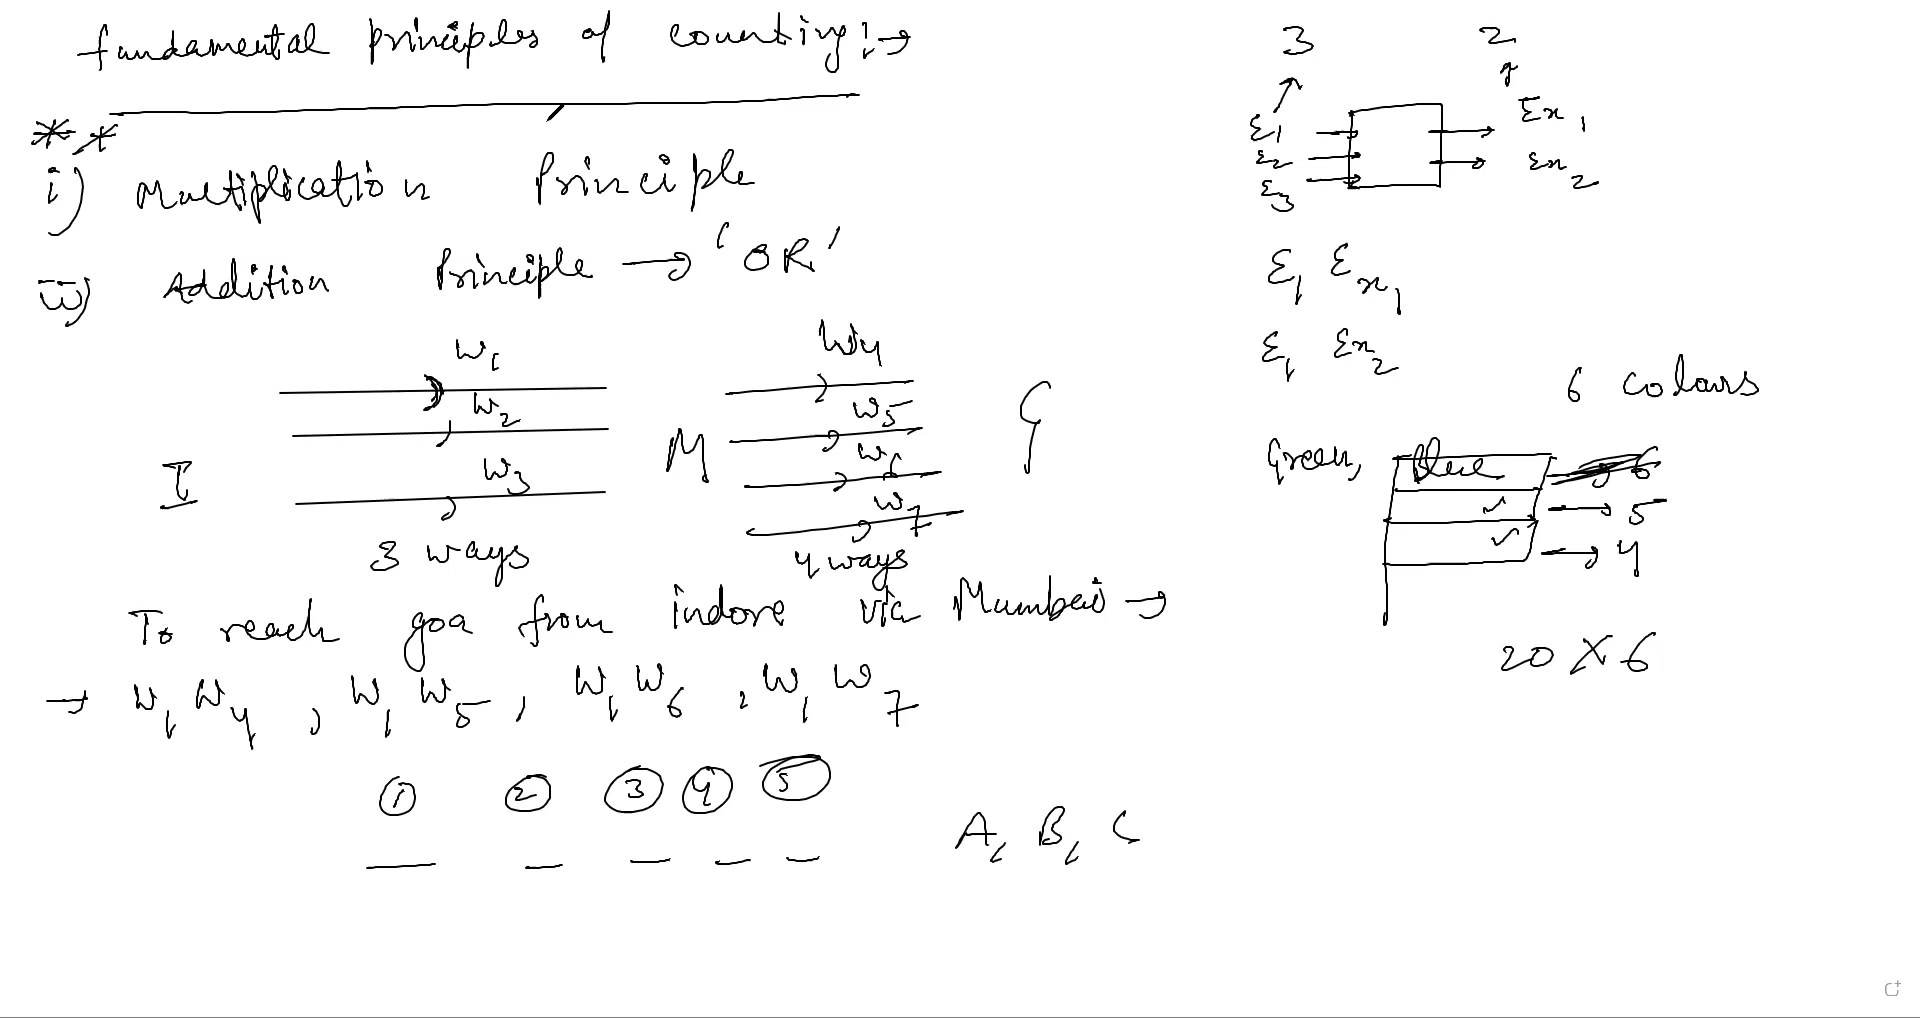 fundamental principles of counting :→
** 
i) Multiplication Principle
ii) Addition Principle → 'OR'
W1 W4
W2 W5
I M G
W3 W6
W7
3 ways 4 ways
To reach goa from indore via Mumbai →
→ W1 W4 , W1 W5 , W1 W6 , W1 W7
1 2 3 4 5
A, B, C
3 2
E1 Ex1
E2 Ex2
E3
E1 Ex1
E1 Ex2
6 colours
Green, Blue → 6
✓ → 5
✓ → 4
20 × 6